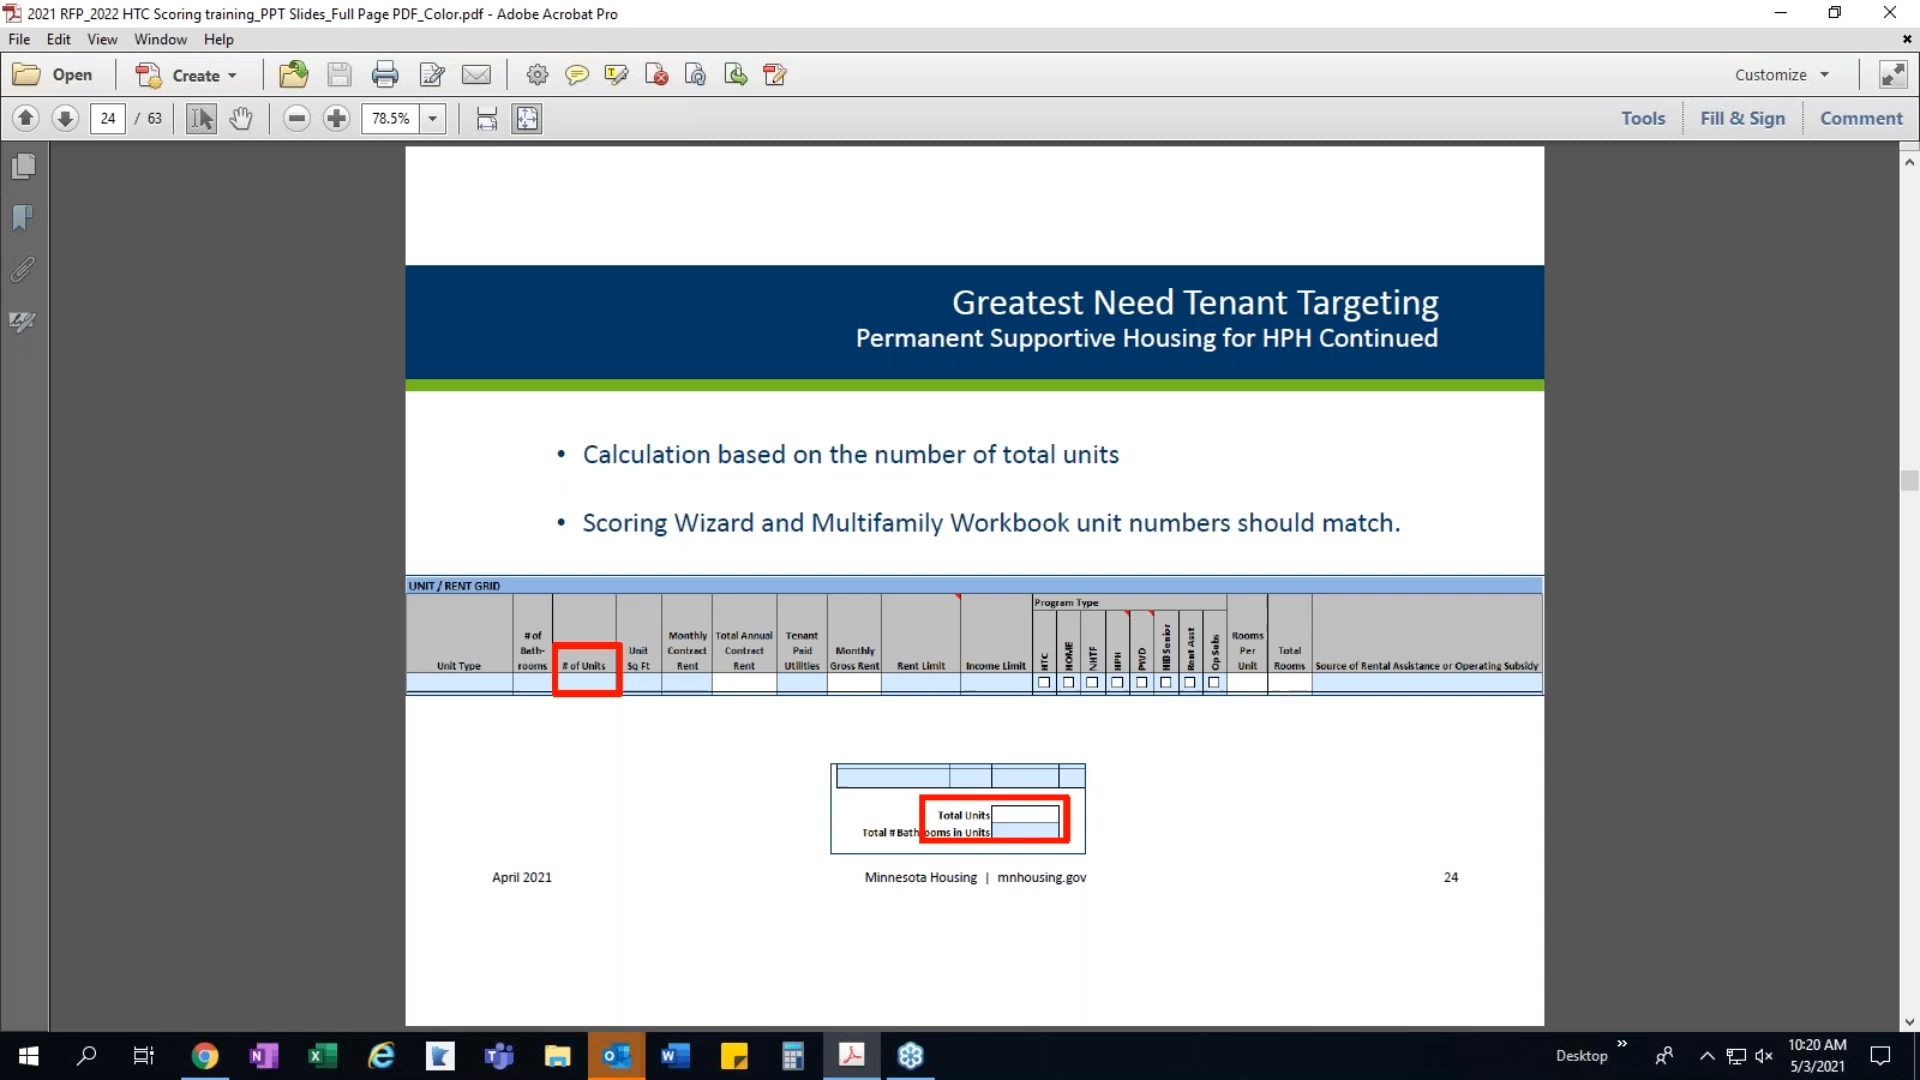 2021 RFP_2022 HTC Scoring training_PPT Slides_Full Page PDF_Color.pdf - Adobe Acrobat Pro
File Edit View Window Help
Open Create Customize
24 / 63 78.5% Tools Fill & Sign Comment
Greatest Need Tenant Targeting
Permanent Supportive Housing for HPH Continued
• Calculation based on the number of total units
• Scoring Wizard and Multifamily Workbook unit numbers should match.
UNIT / RENT GRID
Unit Type
# of
Bath-
rooms
# of Units
Unit
Sq Ft
Monthly
Contract
Rent
Total Annual
Contract
Rent
Tenant
Paid
Utilities
Monthly
Gross Rent
Rent Limit
Income Limit
Program Type
HTC
HOME
NHTF
HPH
PWD
HIB Senior
Rent Asst
Op Subs
Rooms
Per
Unit
Total
Rooms
Source of Rental Assistance or Operating Subsidy
Total Units
Total # Bathrooms in Units
April 2021 Minnesota Housing | mnhousing.gov 24
Desktop
10:20 AM
5/3/2021